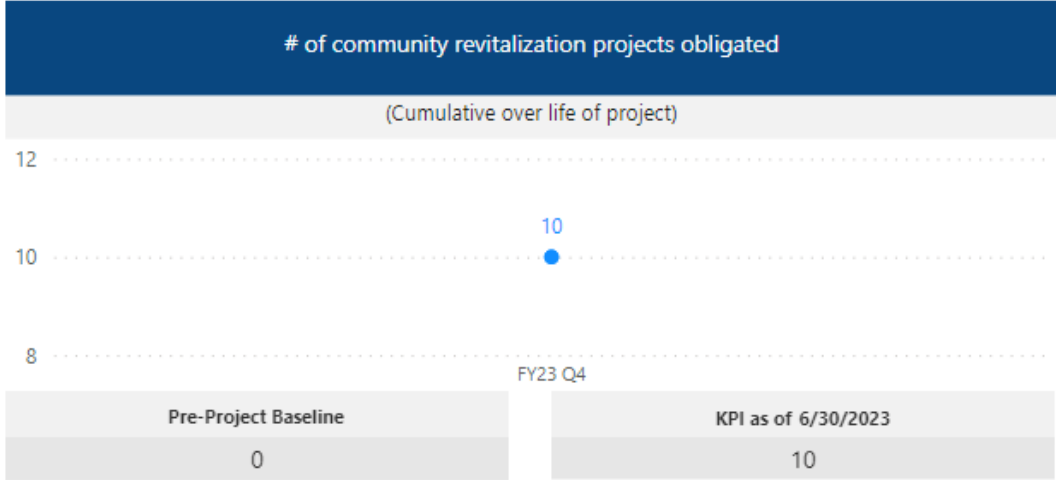 # of community revitalization projects obligated
(Cumulative over life of project)
12
10
10
8
FY23 Q4
Pre-Project Baseline
KPI as of 6/30/2023
0
10